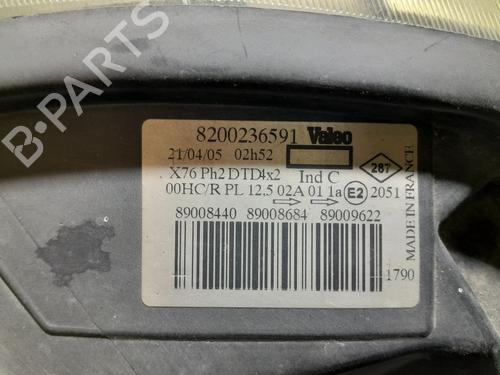 B-PARTS
8200236591 Valeo
21/04/05 02h52
X76 Ph2 DTD4x2 Ind C 287
00HC/R PL 12,5 02A 01 1a E2 2051
89008440 89008684 89009622
1790
MADE IN FRANCE